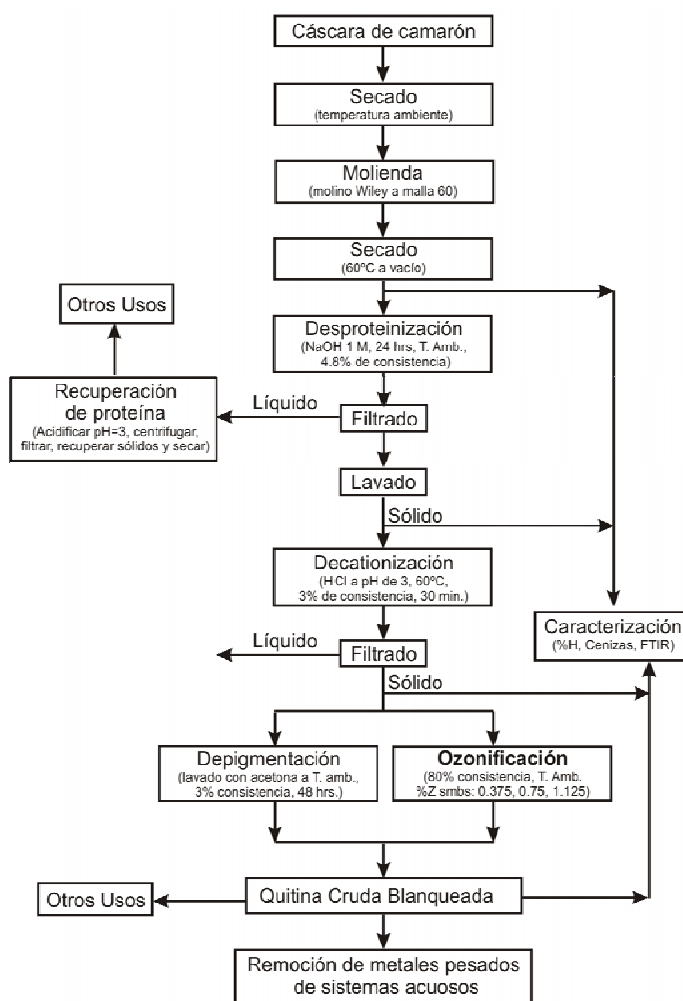 Cáscara de camarón
Secado
(temperatura ambiente)
Molienda
(molino Wiley a malla 60)
Secado
(60ºC a vacío)
Otros Usos
Desproteinización
(NaOH 1 M, 24 hrs, T. Amb.,
4.8% de consistencia)
Recuperación
de proteína
(Acidificar pH=3, centrifugar,
filtrar, recuperar sólidos y secar)
Líquido
Filtrado
Lavado
Sólido
Decationización
(HCl a pH de 3, 60ºC,
3% de consistencia, 30 min.)
Caracterización
(%H, Cenizas, FTIR)
Líquido
Filtrado
Sólido
Depigmentación
(lavado con acetona a T. amb.,
3% consistencia, 48 hrs.)
Ozonificación
(80% consistencia, T. Amb.
%Z smbs: 0.375, 0.75, 1.125)
Otros Usos
Quitina Cruda Blanqueada
Remoción de metales pesados
de sistemas acuosos